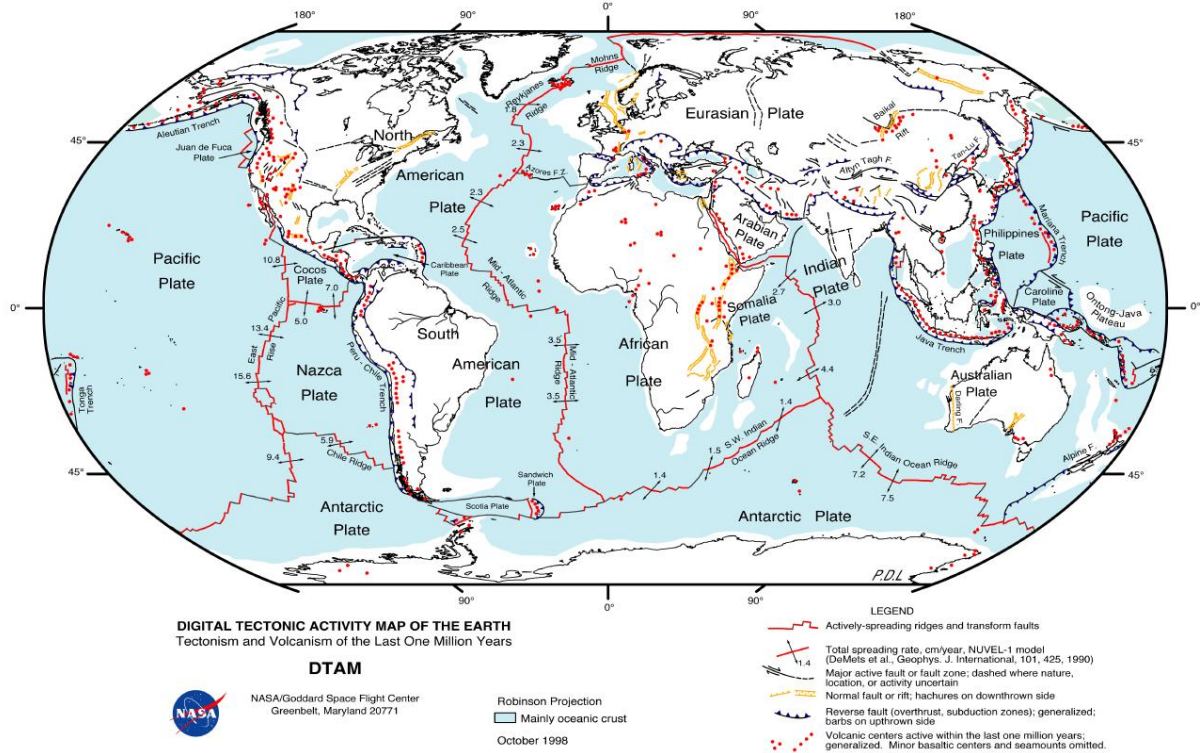 90°
0°
90°
180°
180°
Mohns
Ridge
Reykjanes
Ridge
1.8
Eurasian Plate
Baikal
Rift
45°
Aleutian Trench
Juan de Fuca
Plate
North
American
Plate
2.3
Azores F.Z.
2.3
2.5
Altyn Tagh F.
Tan-Lu F.
45°
Arabian
Plate
Indian
Plate
Philippines
Plate
Mariana Trench
Pacific
Plate
Pacific
Plate
10.8
Cocos
Plate
7.0
5.0
Caribbean
Plate
Mid - Atlantic
Ridge
2.7
3.0
Somalia
Plate
Caroline
Plate
Ontong-Java
Plateau
0°
0°
13.4
East
Pacific
Rise
15.6
South
American
Plate
African
Plate
3.5
Mid - Atlantic
Ridge
3.5
Java Trench
Nazca
Plate
Peru
Chile Trench
4.4
Australian
Plate
Darling F.
Tonga
Trench
1.4
1.5
S.W. Indian
Ocean Ridge
5.9
Chile Ridge
9.4
1.4
S.E. Indian Ocean Ridge
7.2
7.5
Alpine F.
45°
45°
Sandwich
Plate
Scotia Plate
Antarctic
Plate
Antarctic Plate
P.D.L
90°
0°
90°
DIGITAL TECTONIC ACTIVITY MAP OF THE EARTH
Tectonism and Volcanism of the Last One Million Years
DTAM
NASA
NASA/Goddard Space Flight Center
Greenbelt, Maryland 20771
Robinson Projection
Mainly oceanic crust
October 1998
LEGEND
Actively-spreading ridges and transform faults
Total spreading rate, cm/year, NUVEL-1 model
(DeMets et al., Geophys. J. International, 101, 425, 1990)
1.4
Major active fault or fault zone; dashed where nature,
location, or activity uncertain
Normal fault or rift; hachures on downthrown side
Reverse fault (overthrust, subduction zones); generalized;
barbs on upthrown side
Volcanic centers active within the last one million years;
generalized. Minor basaltic centers and seamounts omitted.